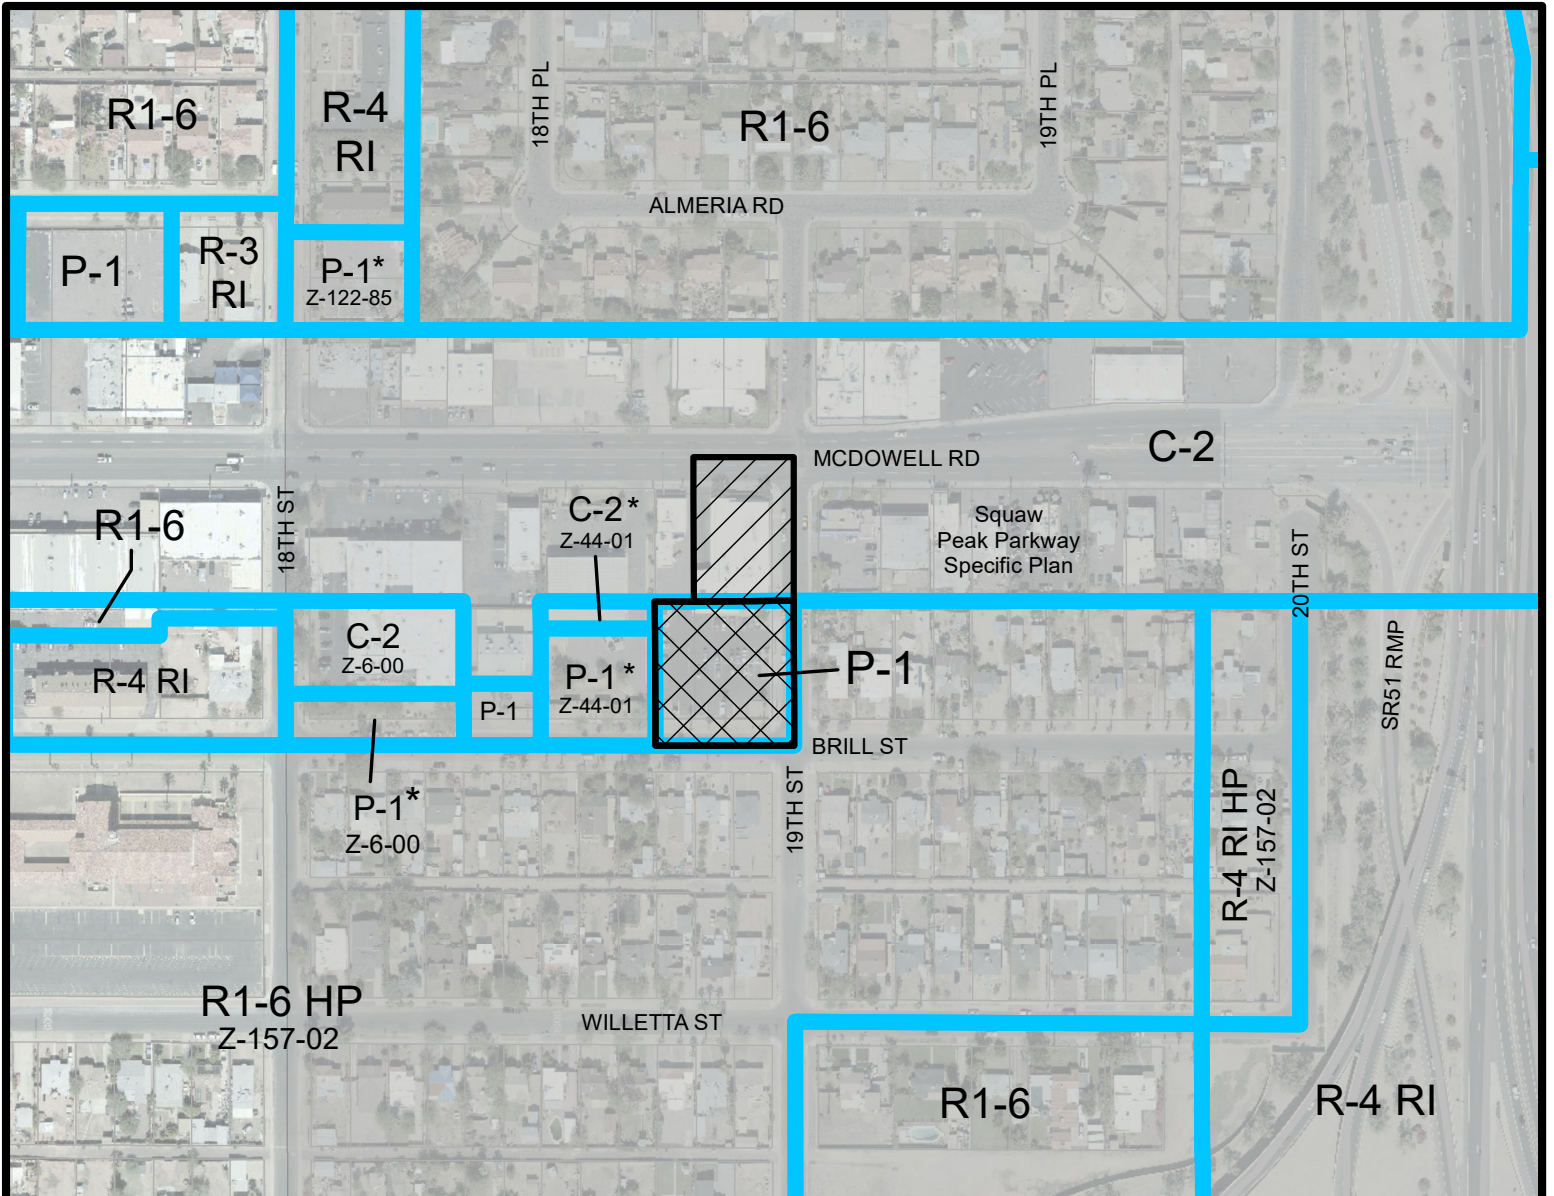 R1-6
R-4
RI
18TH PL
R1-6
19TH PL
ALMERIA RD
P-1
R-3
RI
P-1*
Z-122-85
MCDOWELL RD
C-2
18TH ST
R1-6
C-2*
Z-44-01
Squaw
Peak Parkway
Specific Plan
20TH ST
R-4 RI
C-2
Z-6-00
P-1
P-1*
Z-44-01
P-1
SR51 RMP
BRILL ST
P-1*
Z-6-00
19TH ST
R-4 RI HP
Z-157-02
R1-6 HP
Z-157-02
WILLETTA ST
R1-6
R-4 RI